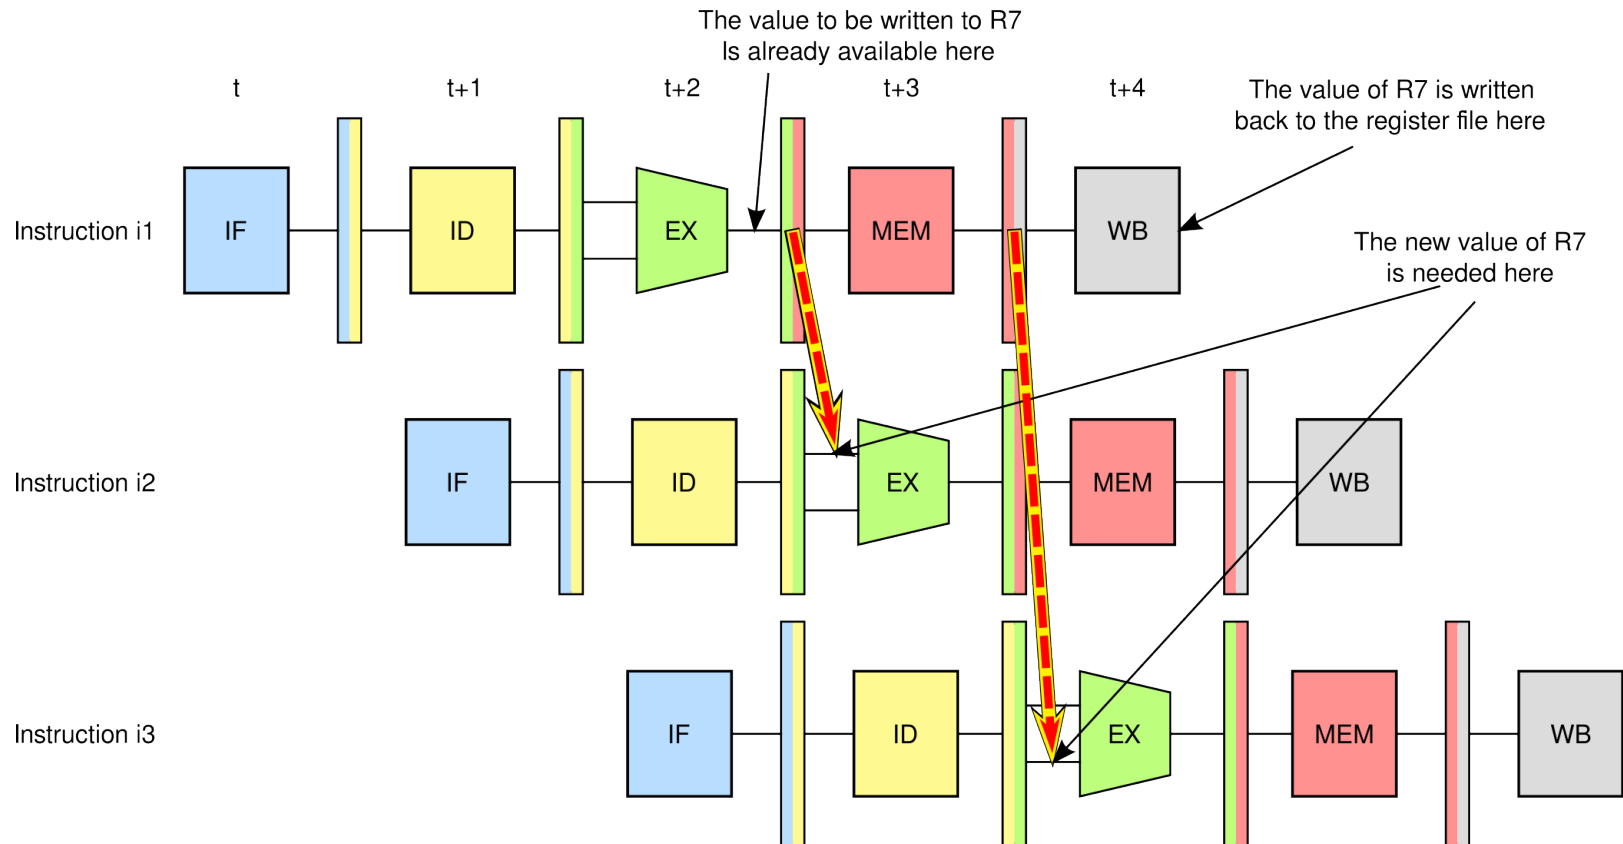 The value to be written to R7
Is already available here
t
t+1
t+2
t+3
t+4
The value of R7 is written
back to the register file here
Instruction i1
IF
ID
EX
MEM
WB
The new value of R7
is needed here
Instruction i2
IF
ID
EX
MEM
WB
Instruction i3
IF
ID
EX
MEM
WB